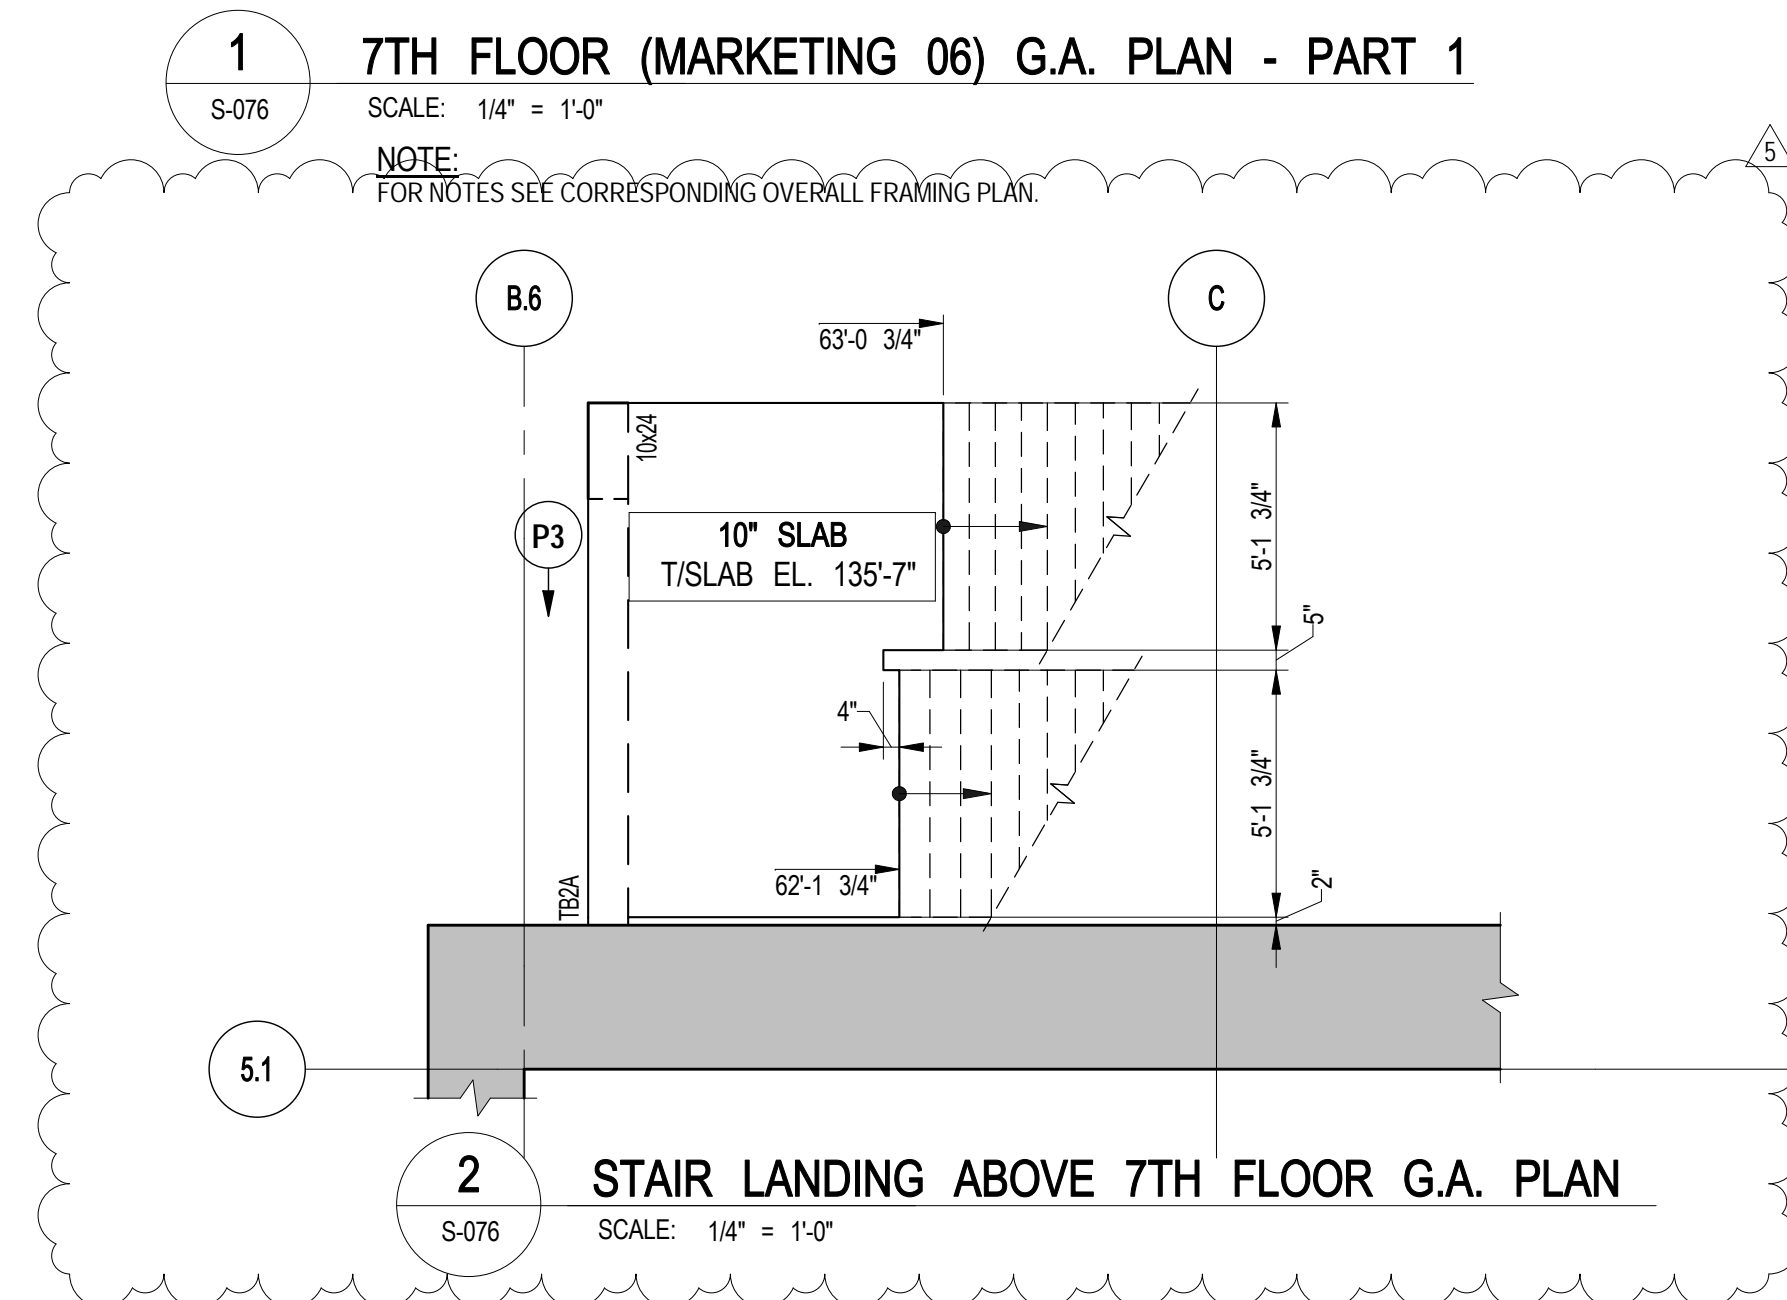 1
7TH FLOOR (MARKETING 06) G.A. PLAN - PART 1
S-076
SCALE: 1/4" = 1'-0"
NOTE:
5
FOR NOTES SEE CORRESPONDING OVERALL FRAMING PLAN.
B.6
C
63'-0 3/4"
10x24
P3
10" SLAB
T/SLAB EL. 135'-7"
5'-1 3/4"
5"
4"
5'-1 3/4"
62'-1 3/4"
TB2A
2"
5.1
2
STAIR LANDING ABOVE 7TH FLOOR G.A. PLAN
S-076
SCALE: 1/4" = 1'-0"